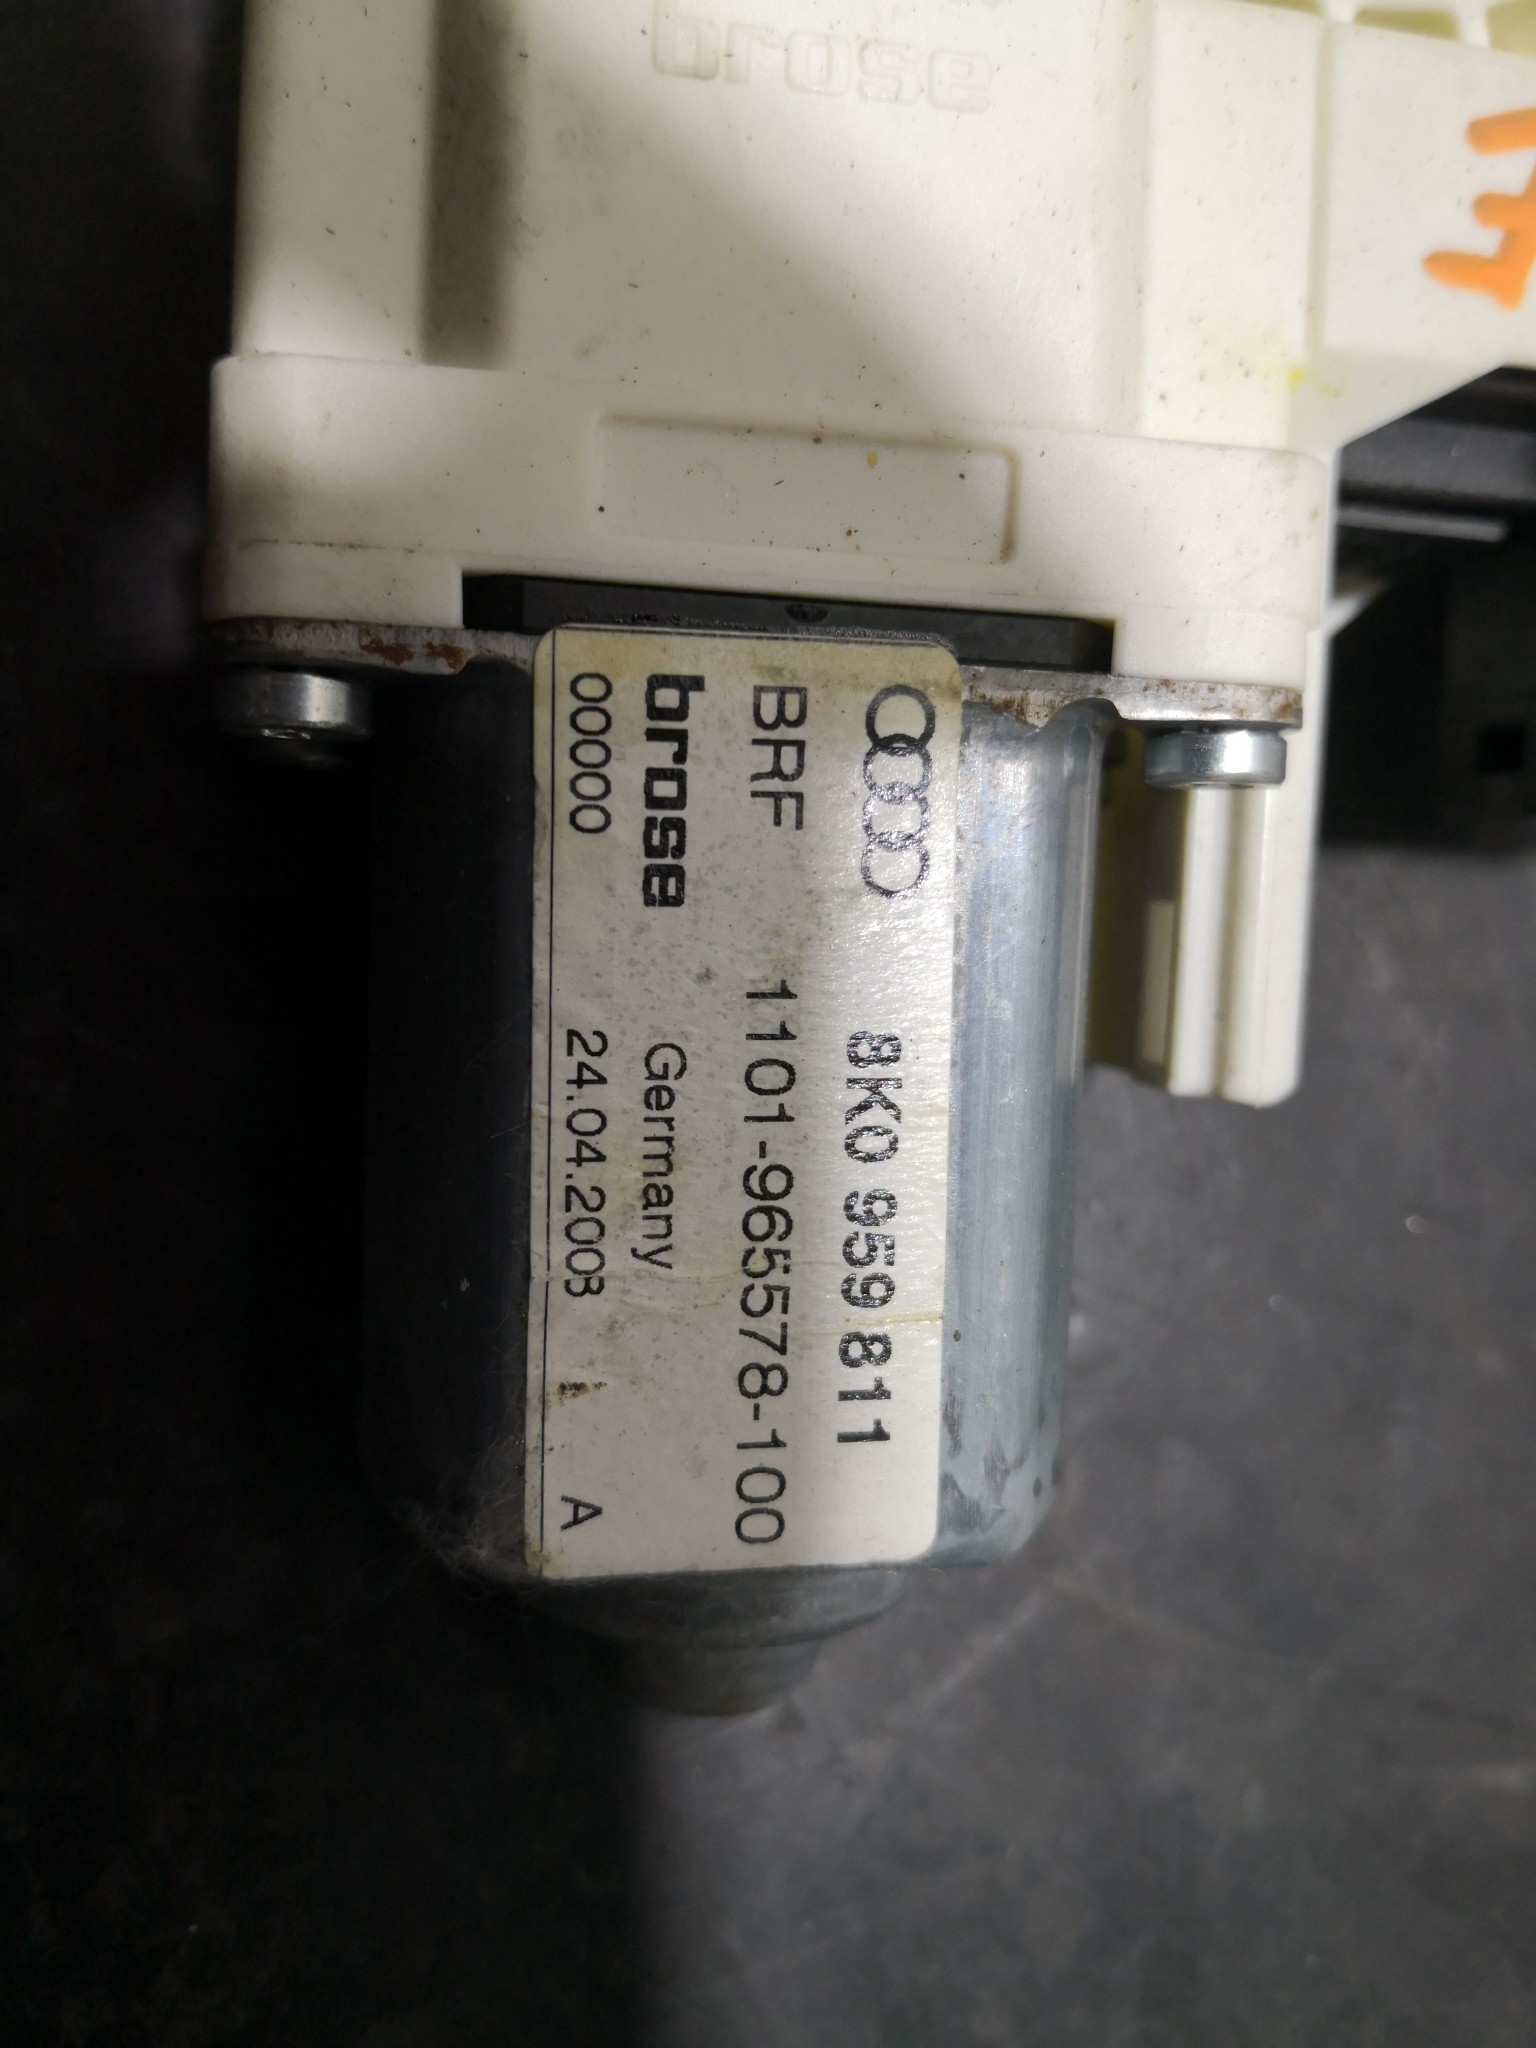 brose
8K0 959 811
BRF 1101-965578-100
brose Germany
00000 24.04.2008 A